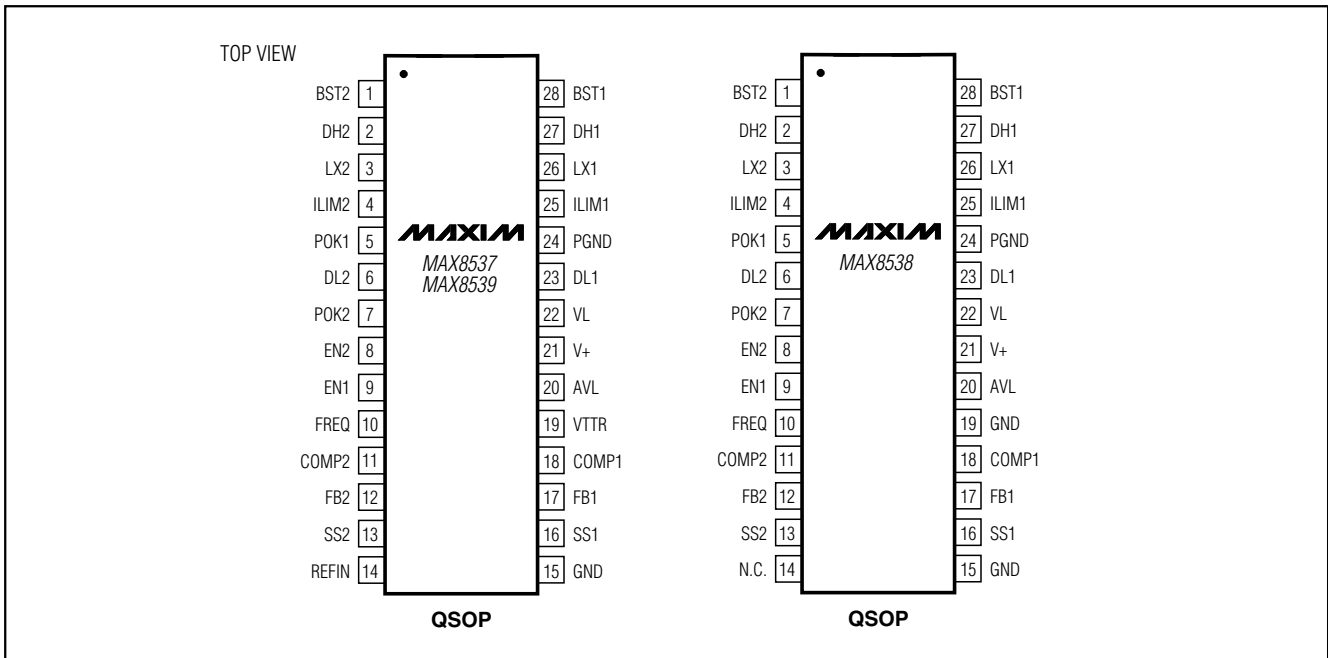 TOP VIEW
BST2 1 28 BST1
DH2 2 27 DH1
LX2 3 26 LX1
ILIM2 4 25 ILIM1
POK1 5 24 PGND
DL2 6 23 DL1
POK2 7 22 VL
EN2 8 21 V+
EN1 9 20 AVL
FREQ 10 19 VTTR
COMP2 11 18 COMP1
FB2 12 17 FB1
SS2 13 16 SS1
REFIN 14 15 GND
MAXIM
MAX8537
MAX8539
QSOP
BST2 1 28 BST1
DH2 2 27 DH1
LX2 3 26 LX1
ILIM2 4 25 ILIM1
POK1 5 24 PGND
DL2 6 23 DL1
POK2 7 22 VL
EN2 8 21 V+
EN1 9 20 AVL
FREQ 10 19 GND
COMP2 11 18 COMP1
FB2 12 17 FB1
SS2 13 16 SS1
N.C. 14 15 GND
MAXIM
MAX8538
QSOP